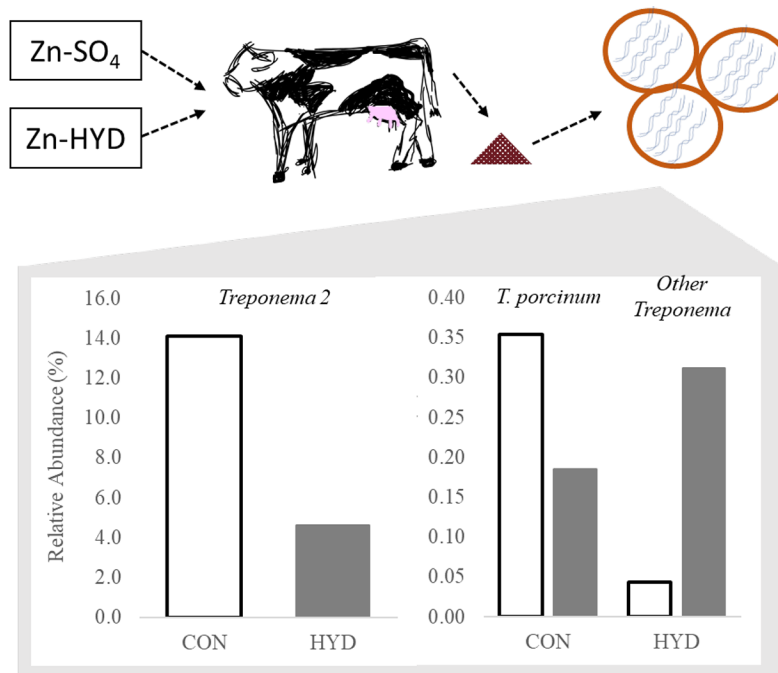 Zn-SO₄
Zn-HYD
Treponema 2
T. porcinum
Other
Treponema
Relative Abundance (%)
16.0
14.0
12.0
10.0
8.0
6.0
4.0
2.0
0.0
CON
HYD
0.40
0.35
0.30
0.25
0.20
0.15
0.10
0.05
0.00
CON
HYD